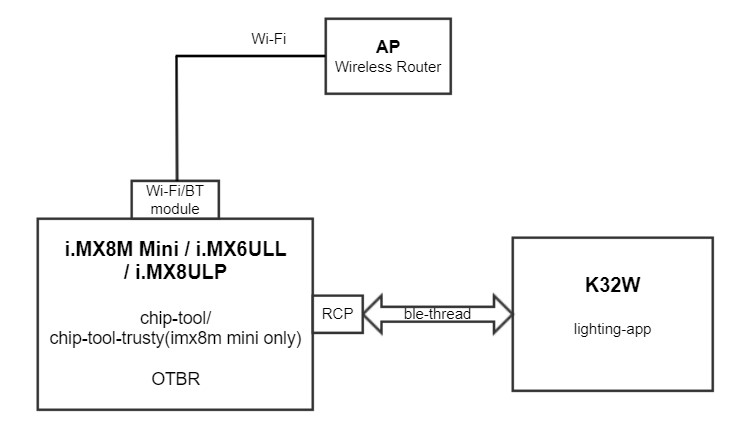 Wi-Fi
AP
Wireless Router
Wi-Fi/BT
module
i.MX8M Mini / i.MX6ULL
/ i.MX8ULP
chip-tool/
chip-tool-trusty(imx8m mini only)
OTBR
RCP
ble-thread
K32W
lighting-app